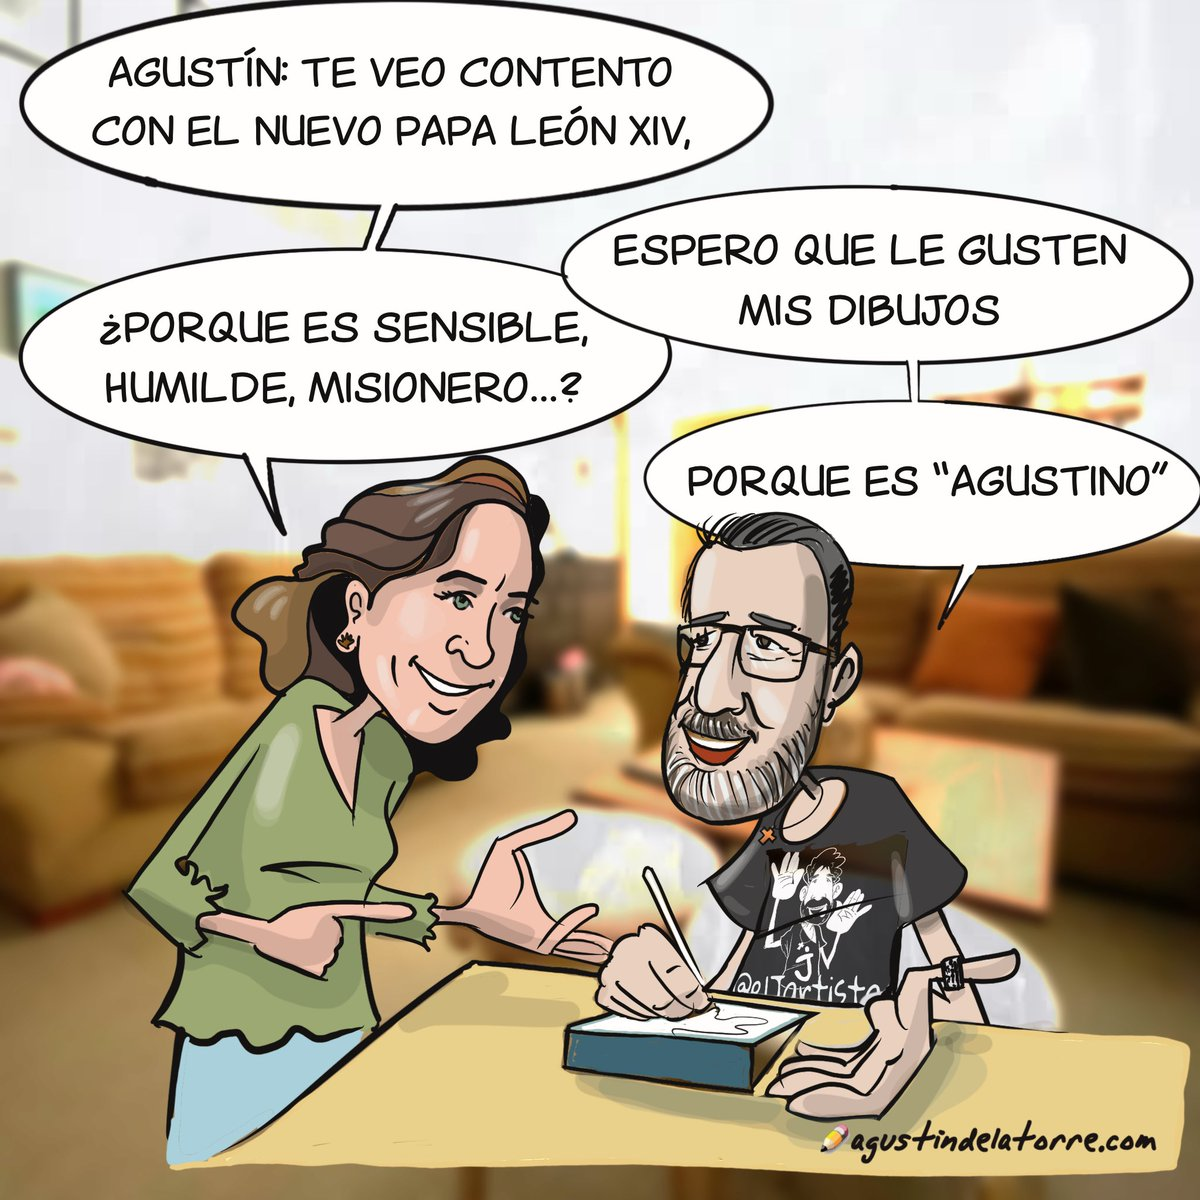 AGUSTÍN: TE VEO CONTENTO
CON EL NUEVO PAPA LEÓN XIV,
¿PORQUE ES SENSIBLE,
HUMILDE, MISIONERO...?
ESPERO QUE LE GUSTEN
MIS DIBUJOS
PORQUE ES "AGUSTINO"
agustindelatorre.com